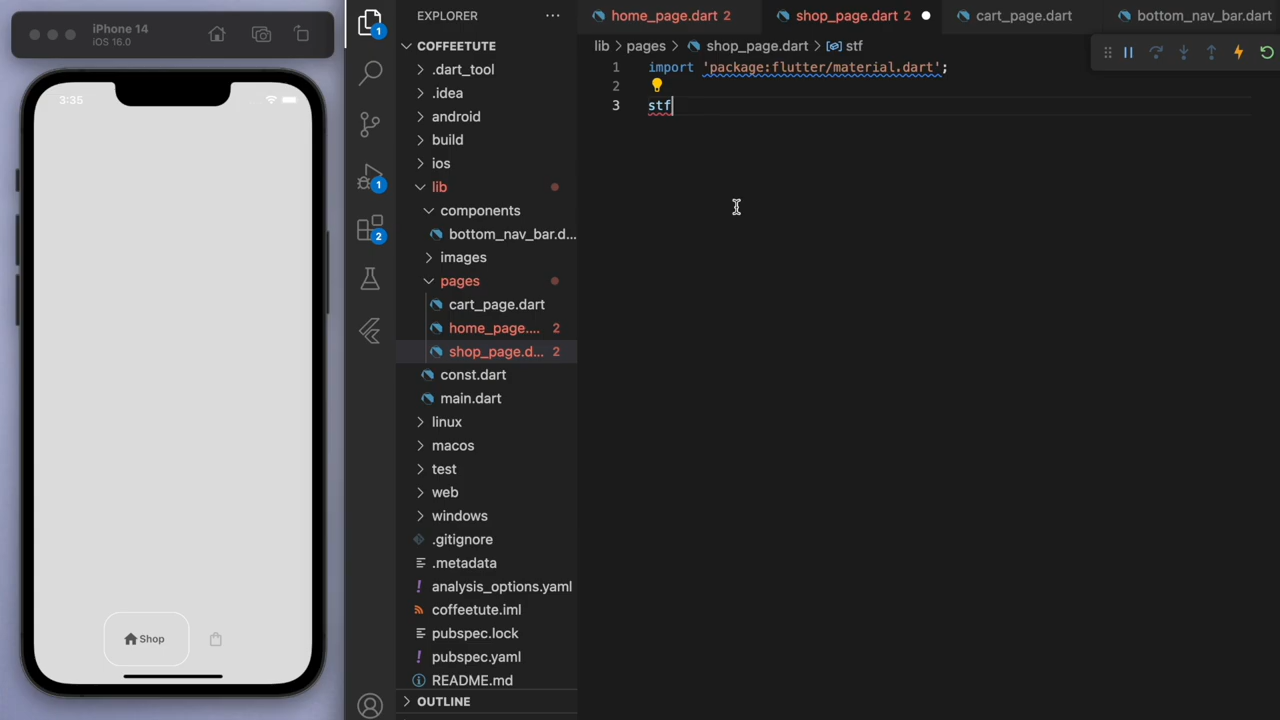 iPhone 14
iOS 16.0
3:35
Shop
1
1
2
EXPLORER
COFFEETUTE
.dart_tool
.idea
android
build
ios
lib
components
bottom_nav_bar.d...
images
pages
cart_page.dart
home_page.... 2
shop_page.d... 2
const.dart
main.dart
linux
macos
test
web
windows
.gitignore
.metadata
! analysis_options.yaml
coffeetute.iml
pubspec.lock
! pubspec.yaml
README.md
OUTLINE
home_page.dart 2
shop_page.dart 2
cart_page.dart
bottom_nav_bar.dart
lib > pages > shop_page.dart > stf
1 import 'package:flutter/material.dart';
2
3 stf